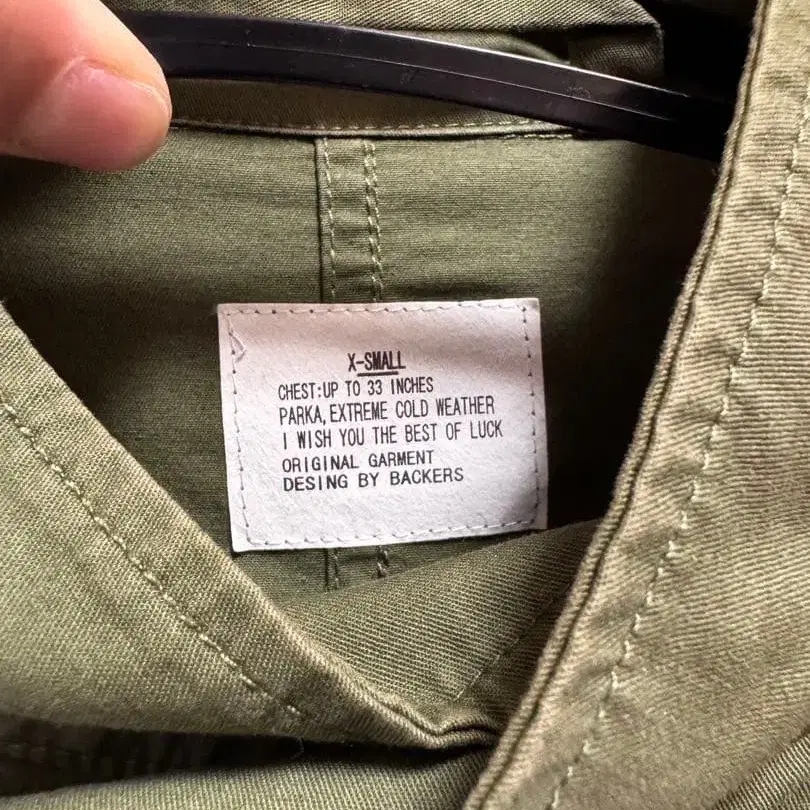 X-SMALL
CHEST:UP TO 33 INCHES
PARKA,EXTREME COLD WEATHER
I WISH YOU THE BEST OF LUCK
ORIGINAL GARMENT
DESING BY BACKERS